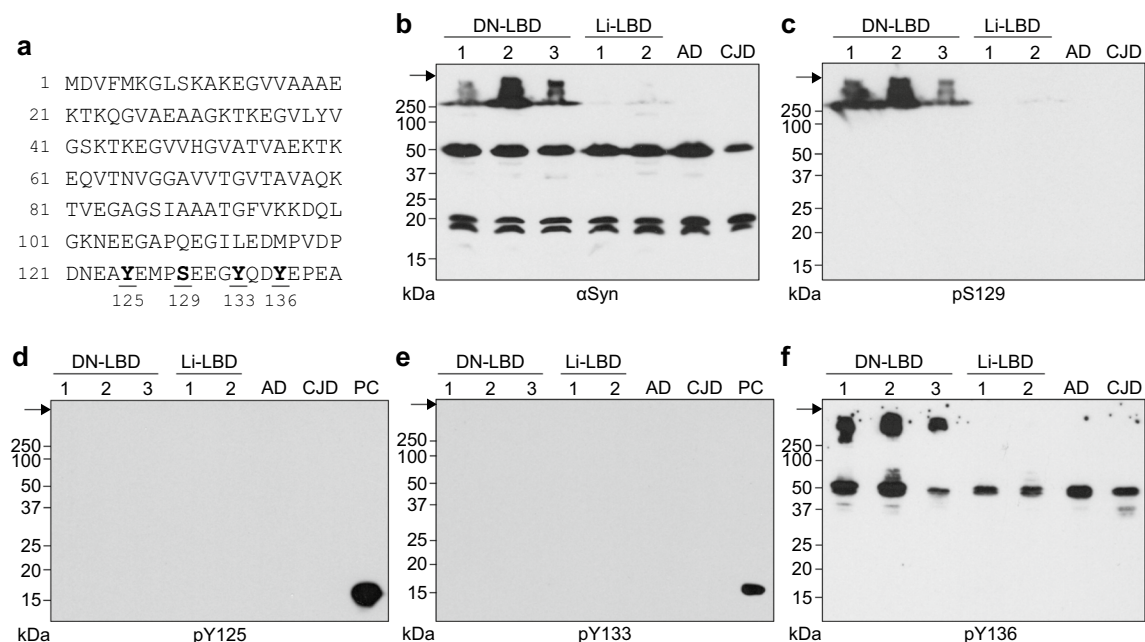 a
1 MDVFMKGLSKAKEGVVAAAE
21 KTKQGVAEAAGKTKEGVLYV
41 GSKTKEGVVHGVATVAEKTK
61 EQVTNVGGAVVTGVTAVAQK
81 TVEGAGSIAAATGFVKKDQL
101 GKNEEGAPQEGILEDMPVDP
121 DNEAYEMPSEEGYQDYEPEA
125 129 133 136
b
DN-LBD Li-LBD
1 2 3 1 2 AD CJD
250
100
50
37
25
20
15
kDa
αSyn
c
DN-LBD Li-LBD
1 2 3 1 2 AD CJD
250
100
50
37
25
20
15
kDa
pS129
d
DN-LBD Li-LBD
1 2 3 1 2 AD CJD PC
250
100
50
37
25
20
15
kDa
pY125
e
DN-LBD Li-LBD
1 2 3 1 2 AD CJD PC
250
100
50
37
25
20
15
kDa
pY133
f
DN-LBD Li-LBD
1 2 3 1 2 AD CJD
250
100
50
37
25
20
15
kDa
pY136